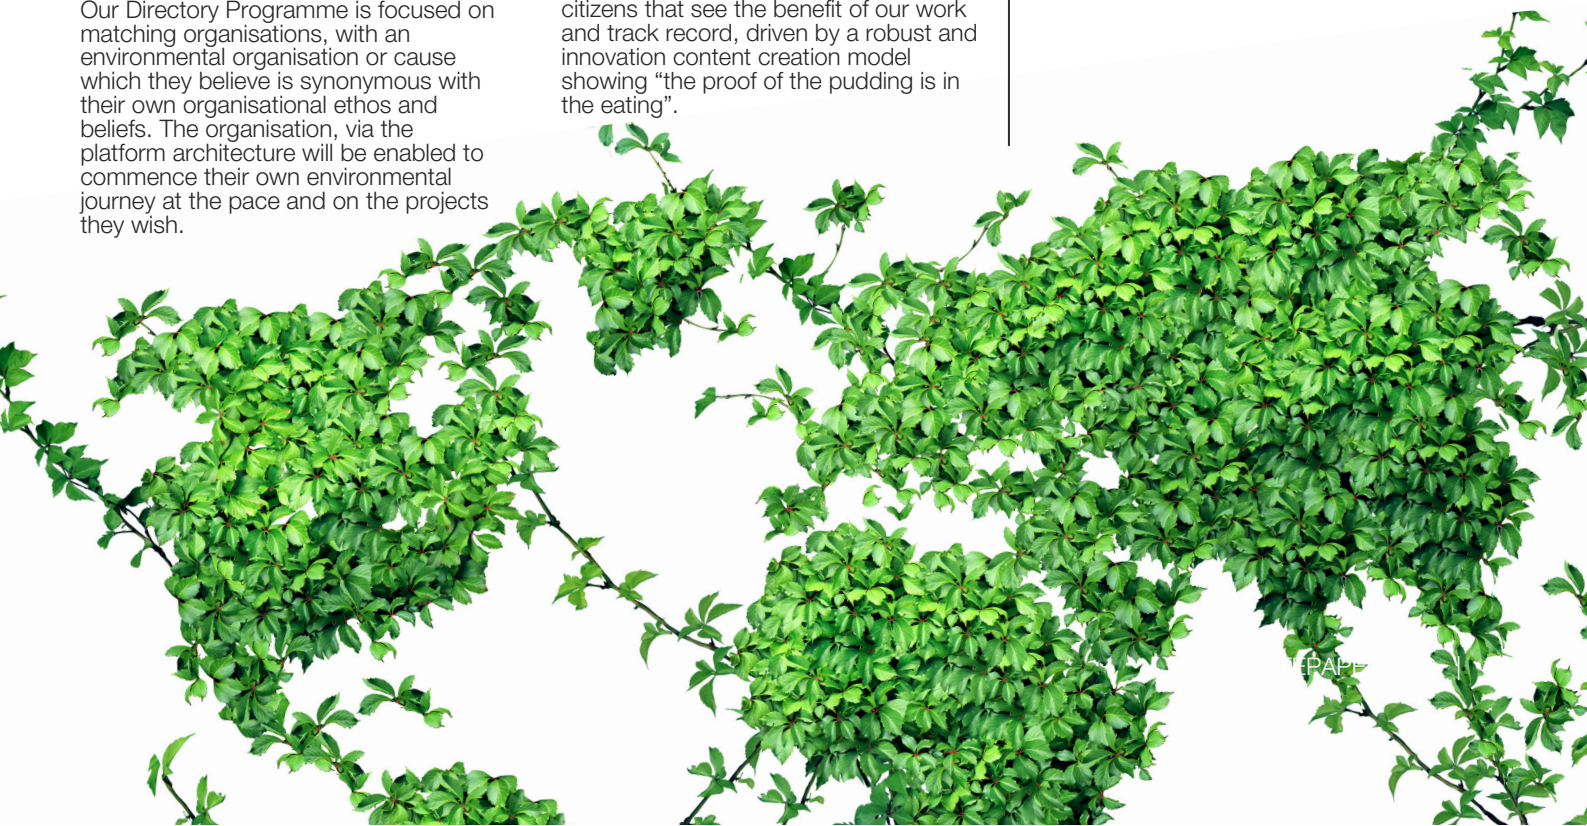 Our Directory Programme is focused on
matching organisations, with an
environmental organisation or cause
which they believe is synonymous with
their own organisational ethos and
beliefs. The organisation, via the
platform architecture will be enabled to
commence their own environmental
journey at the pace and on the projects
they wish.
citizens that see the benefit of our work
and track record, driven by a robust and
innovation content creation model
showing “the proof of the pudding is in
the eating”.